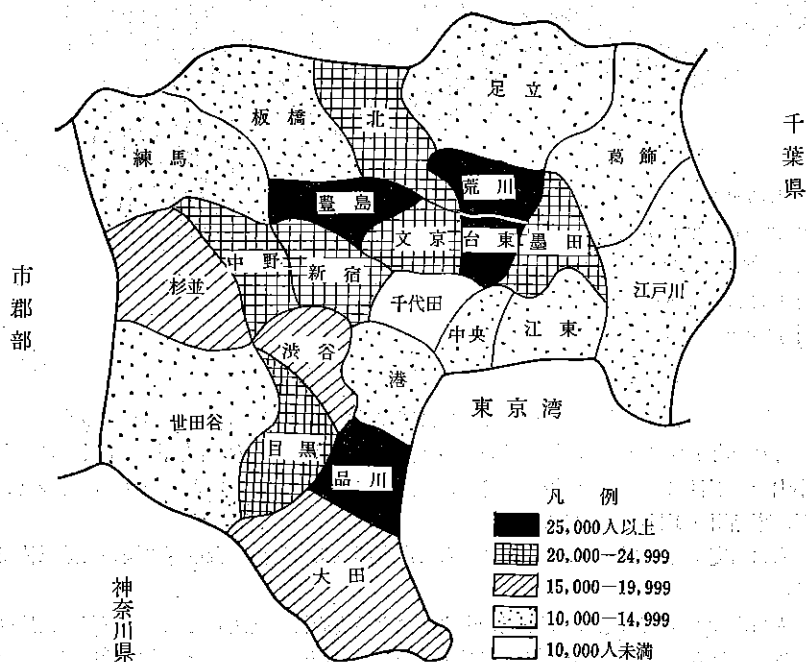 足立
板橋
北
千葉県
練馬
葛飾
荒川
豊島
文京
台東
墨田
中野
新宿
市郡部
杉並
千代田
江戸川
中央
江東
渋谷
港
世田谷
東京湾
目黒
品川
凡例
25,000人以上
20,000－24,999
大田
15,000－19,999
神奈川県
10,000－14,999
10,000人未満